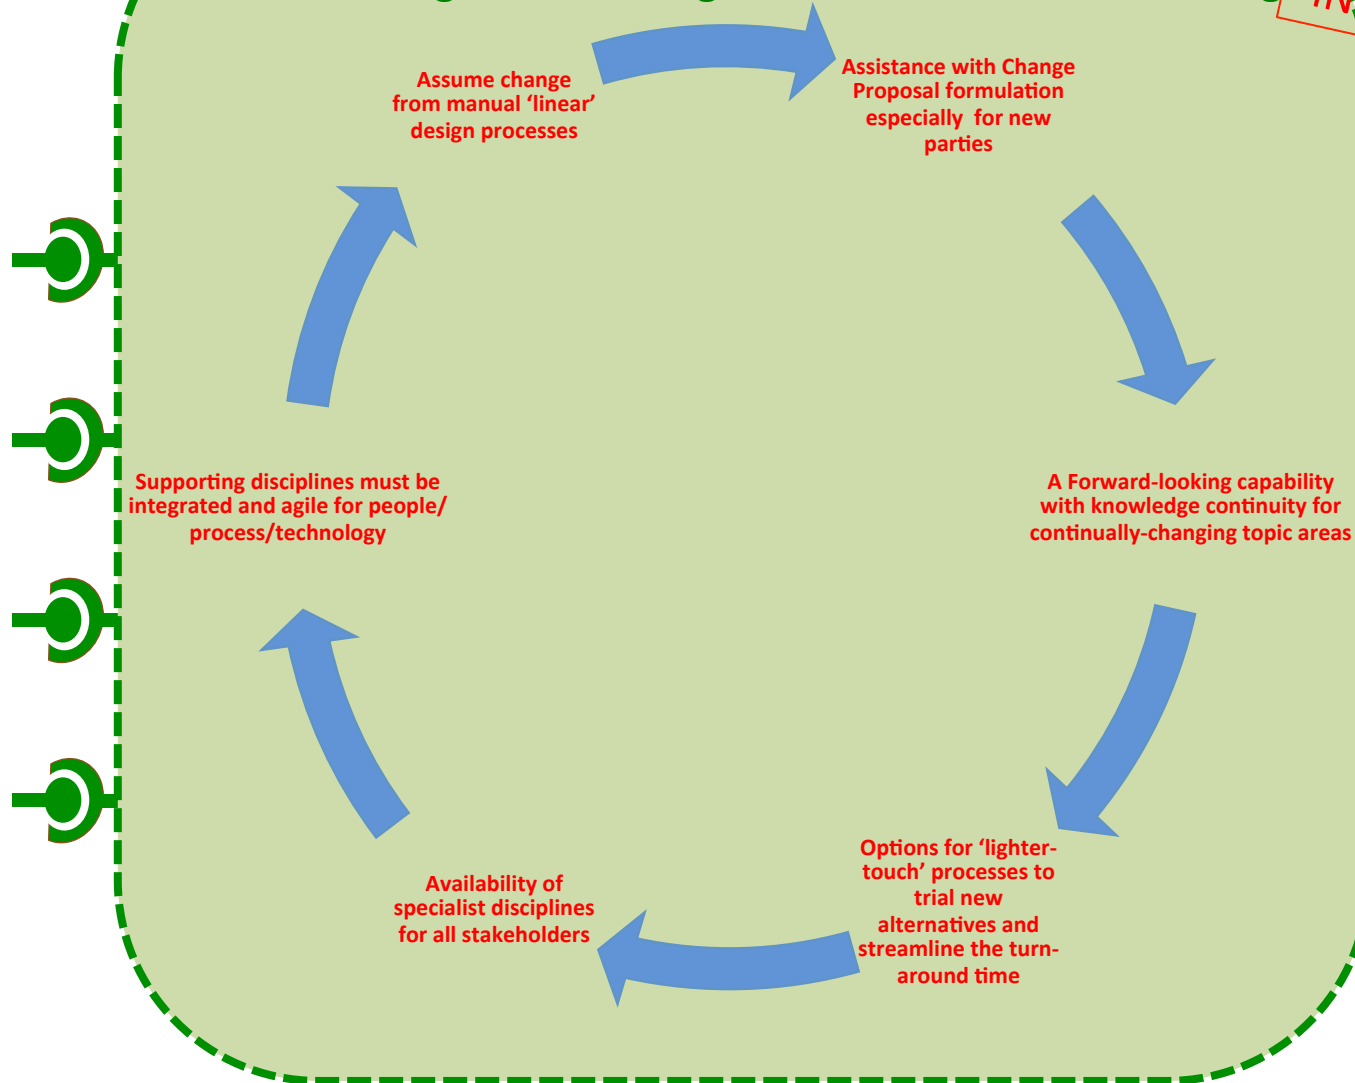 Assume change
from manual ‘linear’
design processes
Assistance with Change
Proposal formulation
especially for new
parties
Supporting disciplines must be
integrated and agile for people/
process/technology
A Forward-looking capability
with knowledge continuity for
continually-changing topic areas
Availability of
specialist disciplines
for all stakeholders
Options for ‘lighter-
touch’ processes to
trial new
alternatives and
streamline the turn-
around time